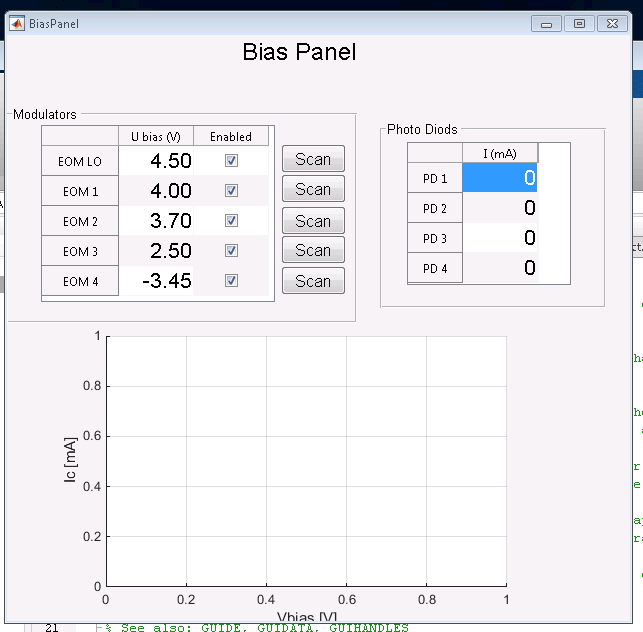 BiasPanel
Bias Panel
Modulators
U bias (V) Enabled
EOM LO 4.50 Scan
EOM 1 4.00 Scan
EOM 2 3.70 Scan
EOM 3 2.50 Scan
EOM 4 -3.45 Scan
Photo Diods
I (mA)
PD 1 0
PD 2 0
PD 3 0
PD 4 0
1
0.8
0.6
0.4
0.2
0
Ic [mA]
0 0.2 0.4 0.6 0.8 1
Vbias [V]
21 % See also: GUIDE, GUIDATA, GUIHANDLES